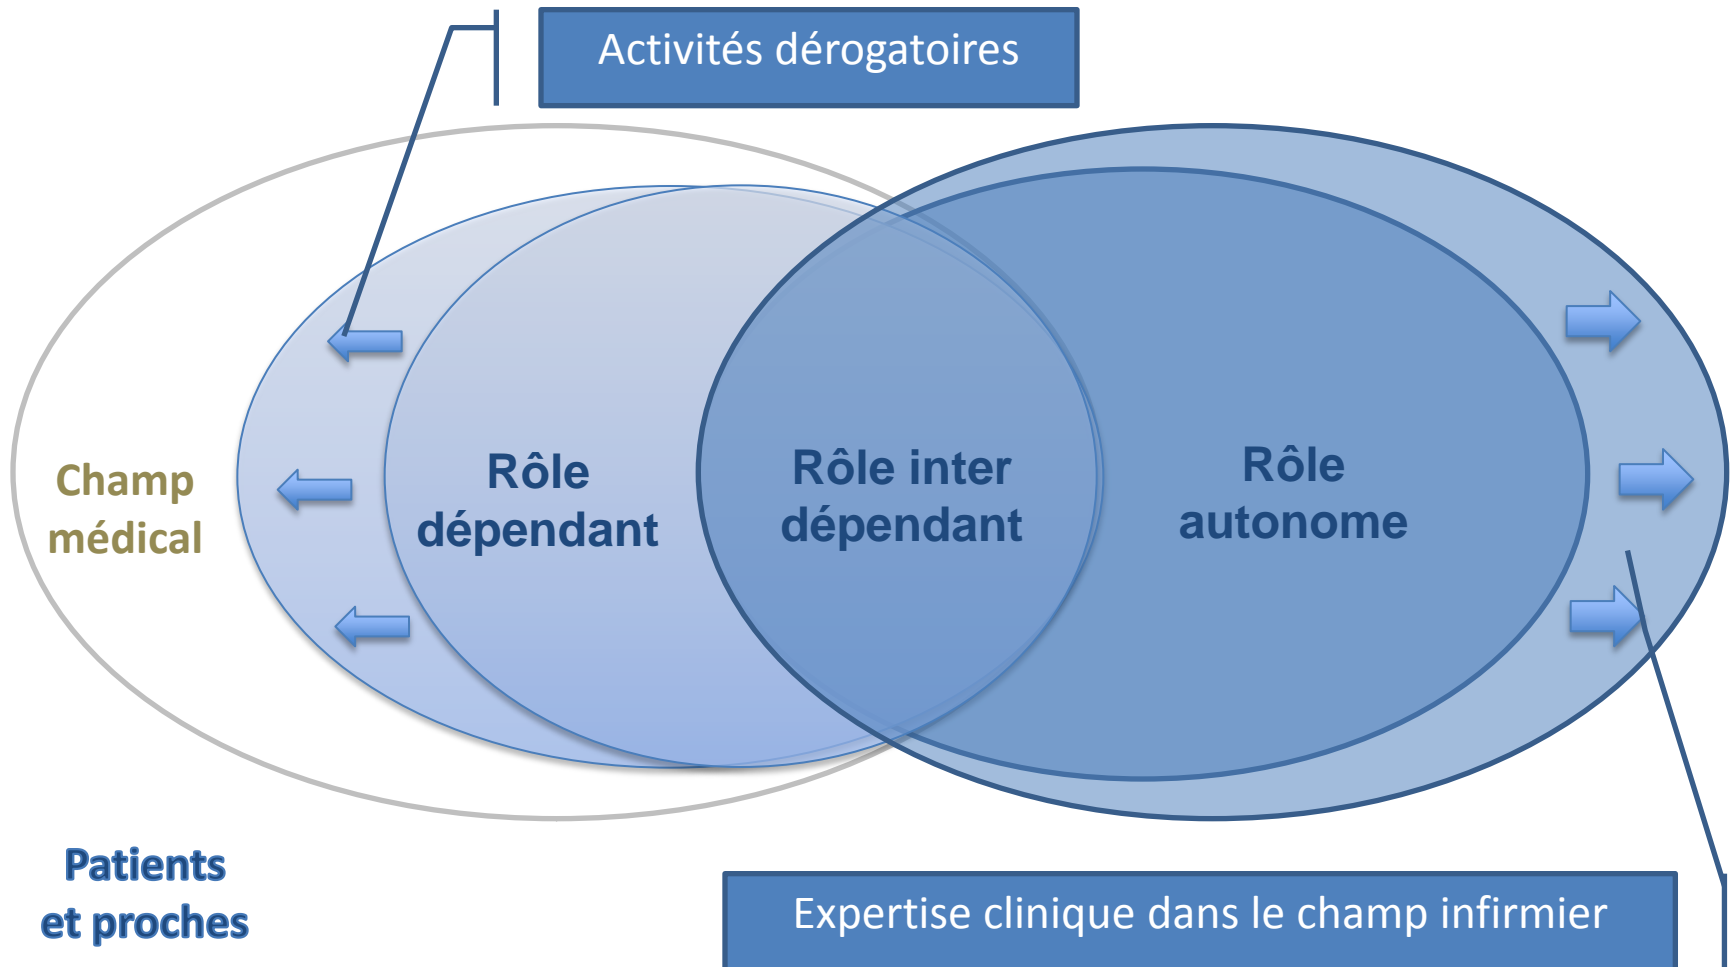 Activités dérogatoires
Champ
médical
Rôle
dépendant
Rôle inter
dépendant
Rôle
autonome
Patients
et proches
Expertise clinique dans le champ infirmier